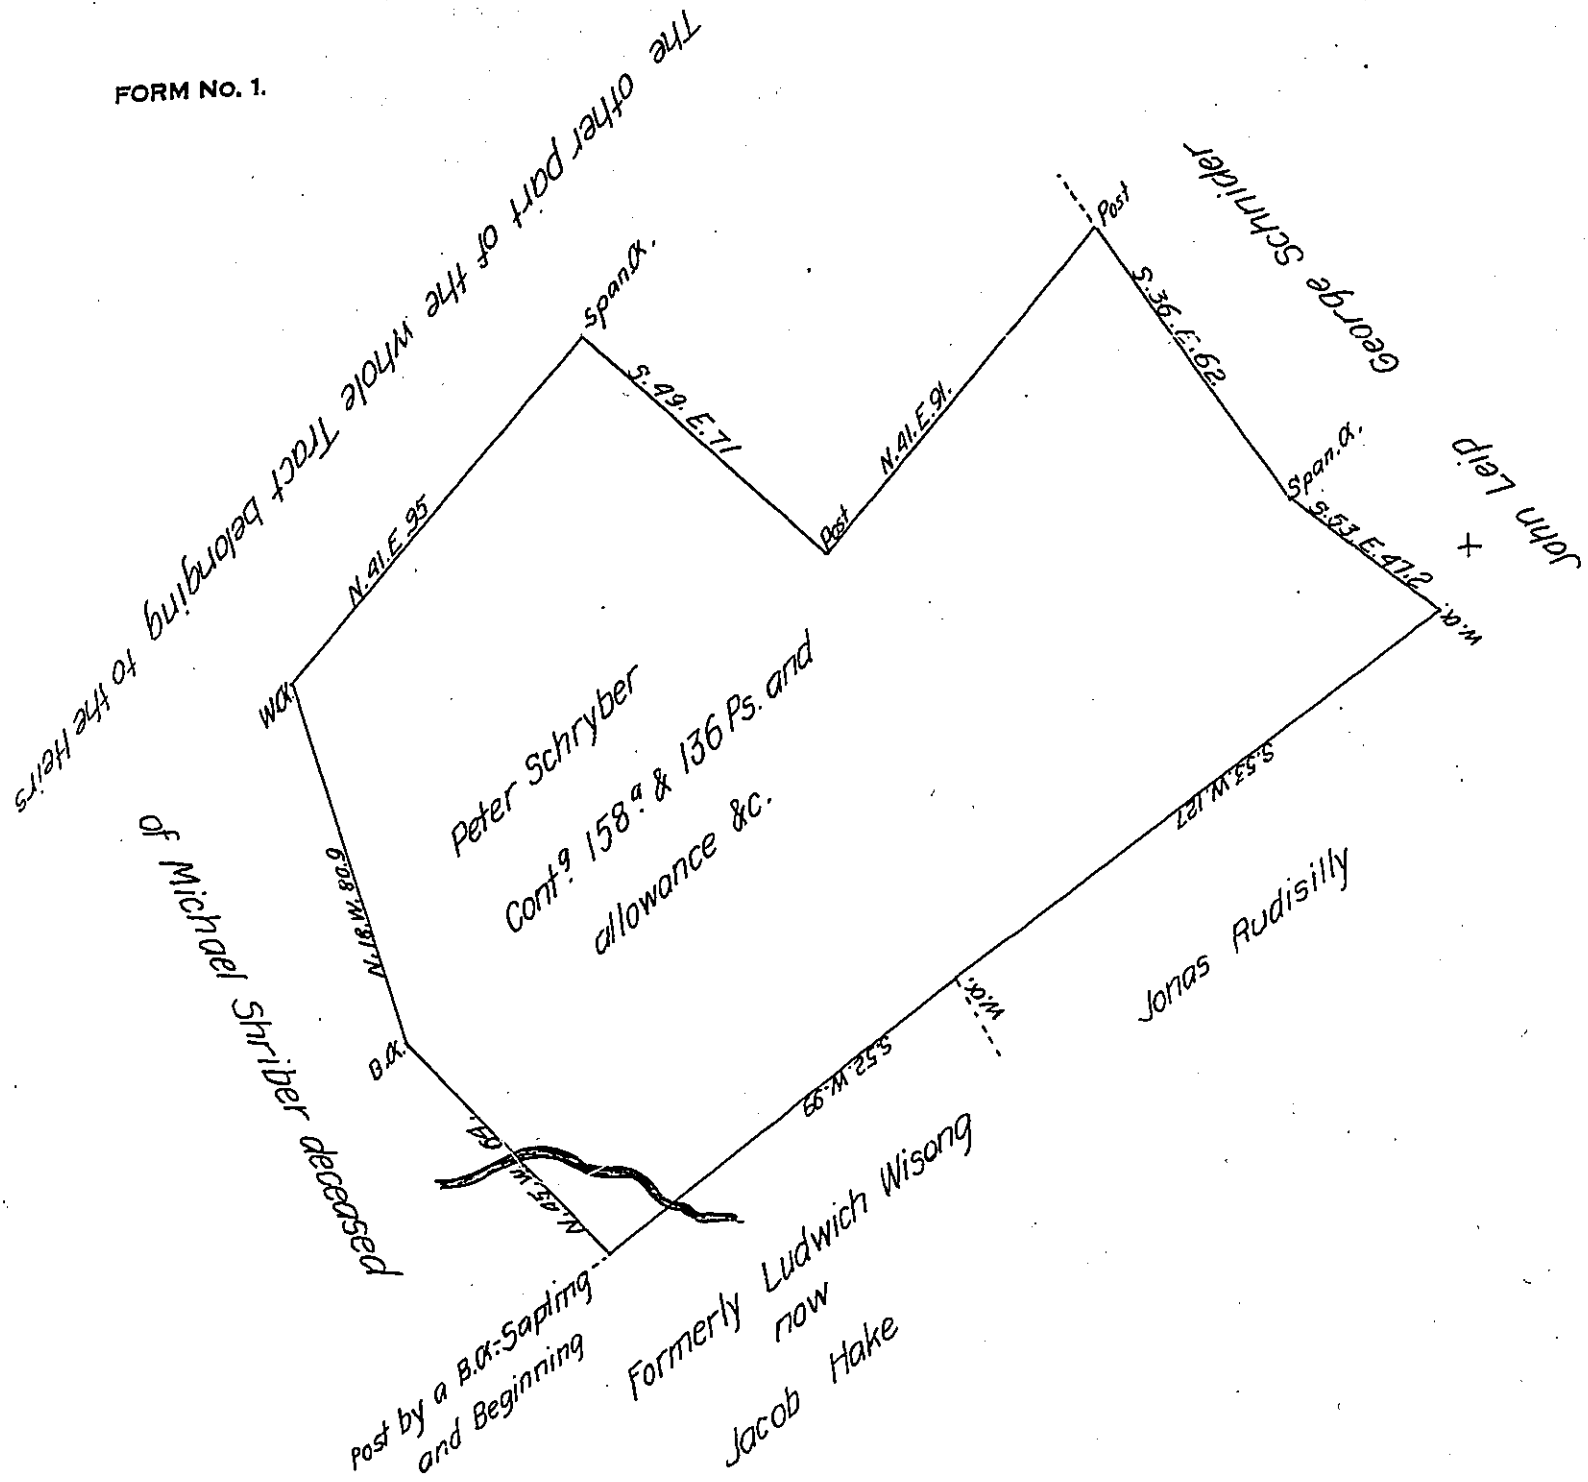 FORM No. 1.
The other part of the whole Tract belonging to the Heirs
of Michael Shriber deceased
George Schnider
+
John Leip
Jonas Rudisilly
Formerly Ludwich Wisong
now
Jacob Hake
Post by a B.α. Sapling
and Beginning
N.45.W. 64.
B.α.
N.18.W.80.9
W.α.
N.41.E.95
Span.α.
S.49.E.71
Post
N.41.E.91.
Post
S.36.E.62.
Span.α.
S.53.E.47.2
W.α.
S.53.W.127
W.α.
S.52.W.99
Peter Schryber
Contg. 158a. & 136 Ps. and
allowance &c.